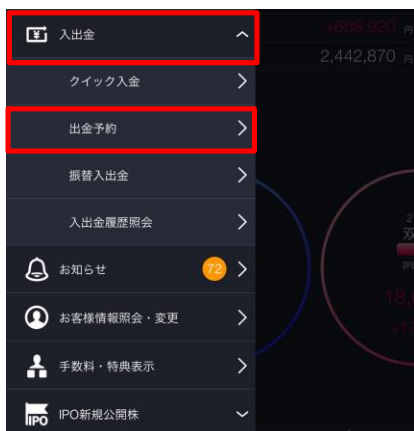 入出金
+689,920 円
2,442,870 円
クイック入金
出金予約
振替入出金
入出金履歴照会
お知らせ
72
お客様情報照会・変更
手数料・特典表示
IPO
IPO新規公開株